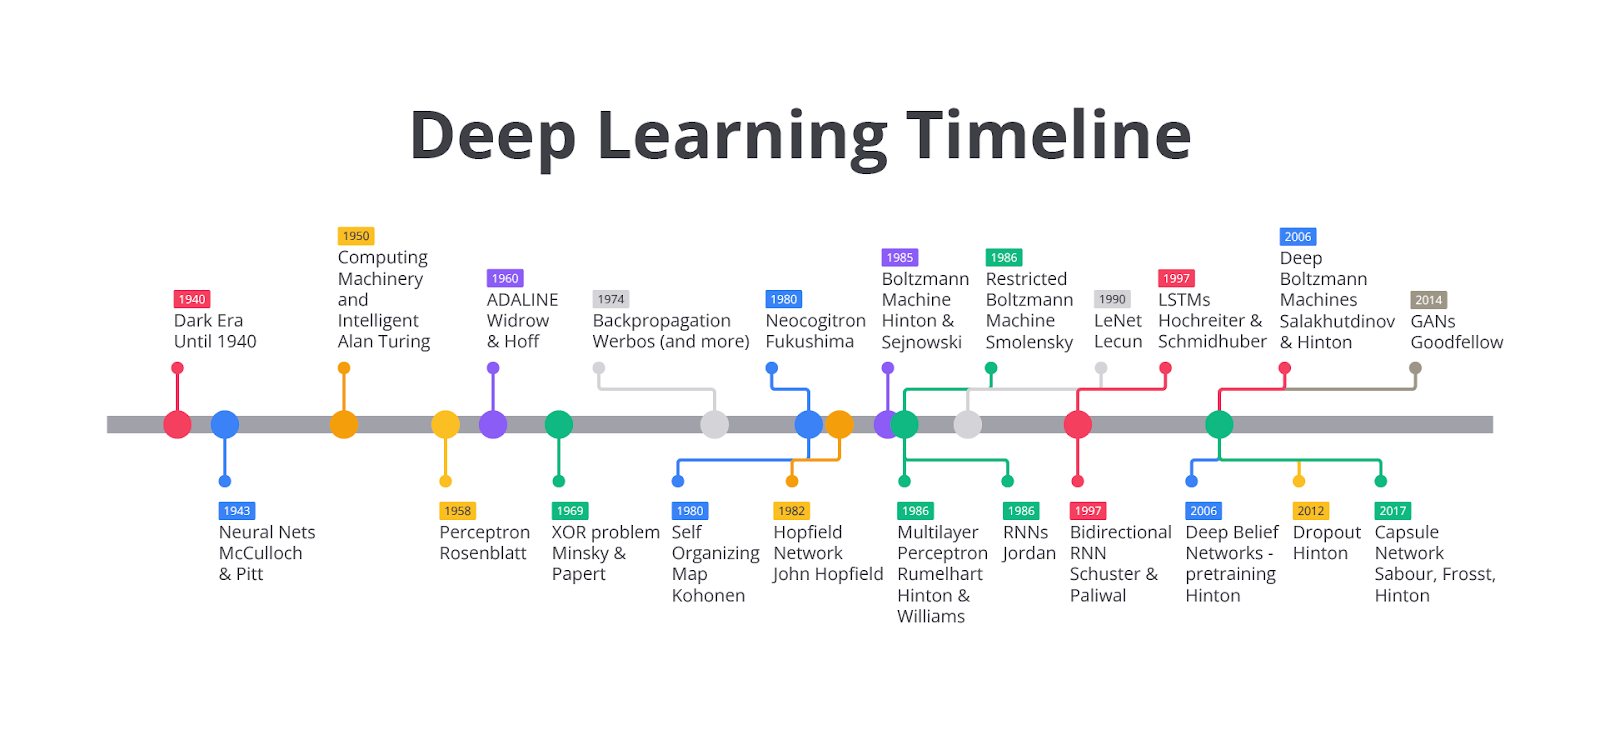 Deep Learning Timeline
1940
Dark Era
Until 1940
1950
Computing
Machinery
and
Intelligent
Alan Turing
1960
ADALINE
Widrow
& Hoff
1974
Backpropagation
Werbos (and more)
1980
Neocogitron
Fukushima
1985
Boltzmann
Machine
Hinton &
Sejnowski
1986
Restricted
Boltzmann
Machine
Smolensky
1990
LeNet
Lecun
1997
LSTMs
Hochreiter &
Schmidhuber
2006
Deep
Boltzmann
Machines
Salakhutdinov
& Hinton
2014
GANs
Goodfellow
1943
Neural Nets
McCulloch
& Pitt
1958
Perceptron
Rosenblatt
1969
XOR problem
Minsky &
Papert
1980
Self
Organizing
Map
Kohonen
1982
Hopfield
Network
John Hopfield
1986
Multilayer
Perceptron
Rumelhart
Hinton &
Williams
1986
RNNs
Jordan
1997
Bidirectional
RNN
Schuster &
Paliwal
2006
Deep Belief
Networks -
pretraining
Hinton
2012
Dropout
Hinton
2017
Capsule
Network
Sabour, Frosst,
Hinton